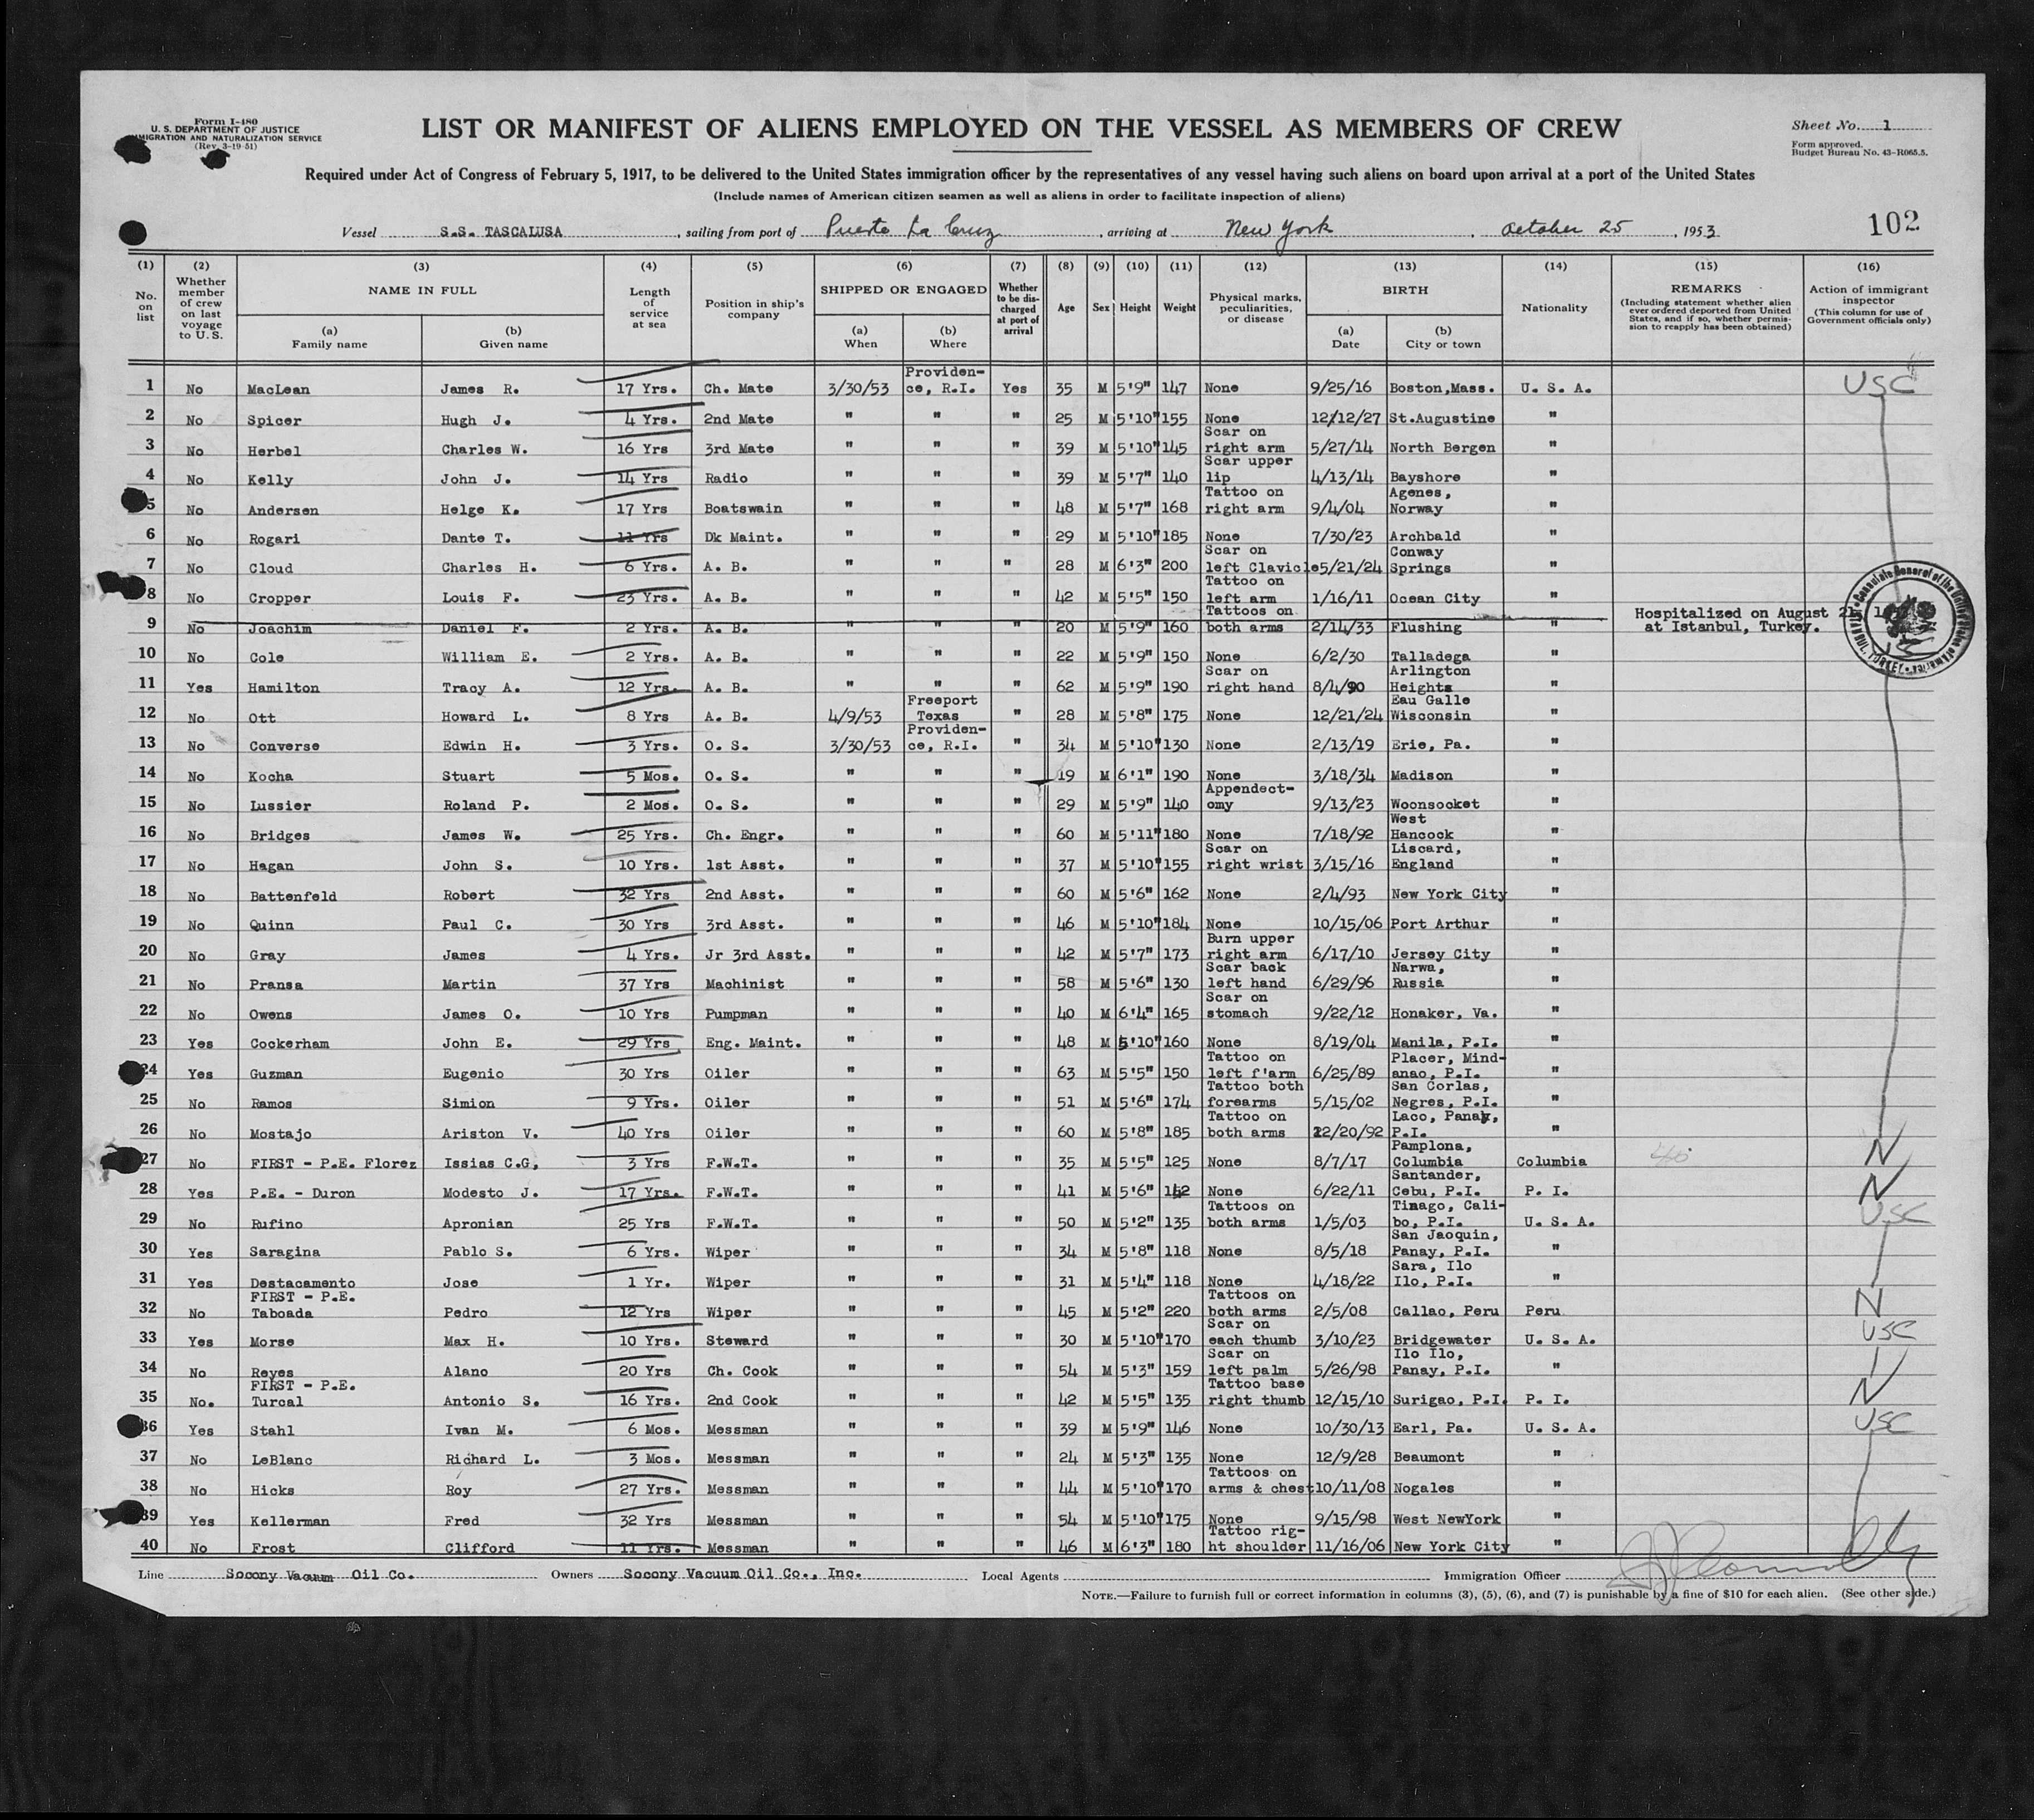 Form I-480
U. S. DEPARTMENT OF JUSTICE
IMMIGRATION AND NATURALIZATION SERVICE
(Rev. 3-19-51)
LIST OR MANIFEST OF ALIENS EMPLOYED ON THE VESSEL AS MEMBERS OF CREW
Sheet No. 1
Form approved.
Budget Bureau No. 43-R065.5.
Required under Act of Congress of February 5, 1917, to be delivered to the United States immigration officer by the representatives of any vessel having such aliens on board upon arrival at a port of the United States
(Include names of American citizen seamen as well as aliens in order to facilitate inspection of aliens)
102
Vessel S.S. TASCALUSA, sailing from port of Puerto La Cruz, arriving at New York, October 25, 1953
(1) (2) (3) (4) (5) (6) (7) (8) (9) (10) (11) (12) (13) (14) (15) (16)
No. on list
Whether member of crew on last voyage to U. S.
NAME IN FULL
(a) Family name
(b) Given name
Length of service at sea
Position in ship's company
SHIPPED OR ENGAGED
(a) When
(b) Where
Whether to be discharged at port of arrival
Age
Sex
Height
Weight
Physical marks, peculiarities, or disease
BIRTH
(a) Date
(b) City or town
Nationality
REMARKS
(Including statement whether alien ever ordered deported from United States, and if so, whether permission to reapply has been obtained)
Action of immigrant inspector
(This column for use of Government officials only)
1 No MacLean James R. 17 Yrs. Ch. Mate 3/30/53 Providen-ce, R.I. Yes 35 M 5'9" 147 None 9/25/16 Boston,Mass. U. S. A. USC
2 No Spicer Hugh J. 4 Yrs. 2nd Mate " " " 25 M 5'10" 155 None 12/12/27 St.Augustine "
3 No Herbel Charles W. 16 Yrs 3rd Mate " " " 39 M 5'10" 145 Scar on right arm 5/27/14 North Bergen "
4 No Kelly John J. 14 Yrs Radio " " " 39 M 5'7" 140 Scar upper lip 4/13/14 Bayshore "
5 No Andersen Helge K. 17 Yrs Boatswain " " " 48 M 5'7" 168 Tattoo on right arm 9/4/04 Agenes, Norway "
6 No Rogari Dante T. 11 Yrs Dk Maint. " " " 29 M 5'10" 185 None 7/30/23 Archbald "
7 No Cloud Charles H. 6 Yrs. A. B. " " " 28 M 6'3" 200 Scar on left Clavicle 5/21/24 Conway Springs "
8 No Cropper Louis F. 23 Yrs. A. B. " " " 42 M 5'5" 150 Tattoo on left arm 1/16/11 Ocean City "
9 No Joachim Daniel F. 2 Yrs. A. B. " " " 20 M 5'9" 160 Tattoos on both arms 2/14/33 Flushing " Hospitalized on August 21, at Istanbul, Turkey.
10 No Cole William E. 2 Yrs. A. B. " " " 22 M 5'9" 150 None 6/2/30 Talladega "
11 Yes Hamilton Tracy A. 12 Yrs. A. B. " " " 62 M 5'9" 190 Scar on right hand 8/4/90 Arlington Heights "
12 No Ott Howard L. 8 Yrs A. B. 4/9/53 Freeport Texas " 28 M 5'8" 175 None 12/21/24 Eau Galle Wisconsin "
13 No Converse Edwin H. 3 Yrs. O. S. 3/30/53 Providen-ce, R.I. " 34 M 5'10" 130 None 2/13/19 Erie, Pa. "
14 No Kocha Stuart 5 Mos. O. S. " " " 19 M 6'1" 190 None 3/18/34 Madison "
15 No Lussier Roland P. 2 Mos. O. S. " " " 29 M 5'9" 140 Appendect-omy 9/13/23 Woonsocket "
16 No Bridges James W. 25 Yrs. Ch. Engr. " " " 60 M 5'11" 180 None 7/18/92 West Hancock "
17 No Hagan John S. 10 Yrs. 1st Asst. " " " 37 M 5'10" 155 Scar on right wrist 3/15/16 Liscard, England "
18 No Battenfeld Robert 32 Yrs 2nd Asst. " " " 60 M 5'6" 162 None 2/4/93 New York City "
19 No Quinn Paul C. 30 Yrs 3rd Asst. " " " 46 M 5'10" 184 None 10/15/06 Port Arthur "
20 No Gray James 4 Yrs. Jr 3rd Asst. " " " 42 M 5'7" 173 Burn upper right arm 6/17/10 Jersey City "
21 No Pransa Martin 37 Yrs Machinist " " " 58 M 5'6" 130 Scar back left hand 6/29/96 Narwa, Russia "
22 No Owens James O. 10 Yrs Pumpman " " " 40 M 6'4" 165 Scar on stomach 9/22/12 Honaker, Va. "
23 Yes Cockerham John E. 29 Yrs Eng. Maint. " " " 48 M 5'10" 160 None 8/19/04 Manila, P.I. "
24 Yes Guzman Eugenio 30 Yrs Oiler " " " 63 M 5'5" 150 Tattoo on left f'arm 6/25/89 Placer, Mind-anao, P.I. "
25 No Ramos Simion 9 Yrs. Oiler " " " 51 M 5'6" 174 Tattoo both forearms 5/15/02 San Corlas, Negres, P.I. "
26 No Mostajo Ariston V. 40 Yrs Oiler " " " 60 M 5'8" 185 Tattoo on both arms 12/20/92 Laco, Panay, P.I. "
27 No FIRST - P.E. Florez Issias C.G, 3 Yrs F.W.T. " " " 35 M 5'5" 125 None 8/7/17 Pamplona, Columbia Columbia N
28 Yes P.E. - Duron Modesto J. 17 Yrs. F.W.T. " " " 41 M 5'6" 142 None 6/22/11 Santander, Cebu, P.I. P. I. N
29 No Rufino Apronian 25 Yrs F.W.T. " " " 50 M 5'2" 135 Tattoos on both arms 1/5/03 Tinago, Cali-bo, P.I. U. S. A. USC
30 Yes Saragina Pablo S. 6 Yrs. Wiper " " " 34 M 5'8" 118 None 8/5/18 San Jaoquin, Panay, P.I. "
31 Yes Destacamento Jose 1 Yr. Wiper " " " 31 M 5'4" 118 None 4/18/22 Sara, Ilo Ilo, P.I. "
32 No FIRST - P.E. Taboada Pedro 12 Yrs Wiper " " " 45 M 5'2" 220 Tattoos on both arms 2/5/08 Callao, Peru Peru N
33 Yes Morse Max H. 10 Yrs. Steward " " " 30 M 5'10" 170 Scar on each thumb 3/10/23 Bridgewater U. S. A. USC
34 No Reyes Alano 20 Yrs Ch. Cook " " " 54 M 5'3" 159 Scar on left palm 5/26/98 Ilo Ilo, Panay, P.I. "
35 No. FIRST - P.E. Turcal Antonio S. 16 Yrs. 2nd Cook " " " 42 M 5'5" 135 Tattoo base right thumb 12/15/10 Surigao, P.I. P. I. N
36 Yes Stahl Ivan M. 6 Mos. Messman " " " 39 M 5'9" 146 None 10/30/13 Earl, Pa. U. S. A. USC
37 No LeBlanc Richard L. 3 Mos. Messman " " " 24 M 5'3" 135 None 12/9/28 Beaumont "
38 No Hicks Roy 27 Yrs. Messman " " " 44 M 5'10" 170 Tattoos on arms & chest 10/11/08 Nogales "
39 Yes Kellerman Fred 32 Yrs Messman " " " 54 M 5'10" 175 None 9/15/98 West NewYork "
40 No Frost Clifford 11 Yrs. Messman " " " 46 M 6'3" 180 Tattoo rig-ht shoulder 11/16/06 New York City "
Line Socony Vacuum Oil Co. Owners Socony Vacuum Oil Co., Inc. Local Agents Immigration Officer
NOTE.—Failure to furnish full or correct information in columns (3), (5), (6), and (7) is punishable by a fine of $10 for each alien. (See other side.)